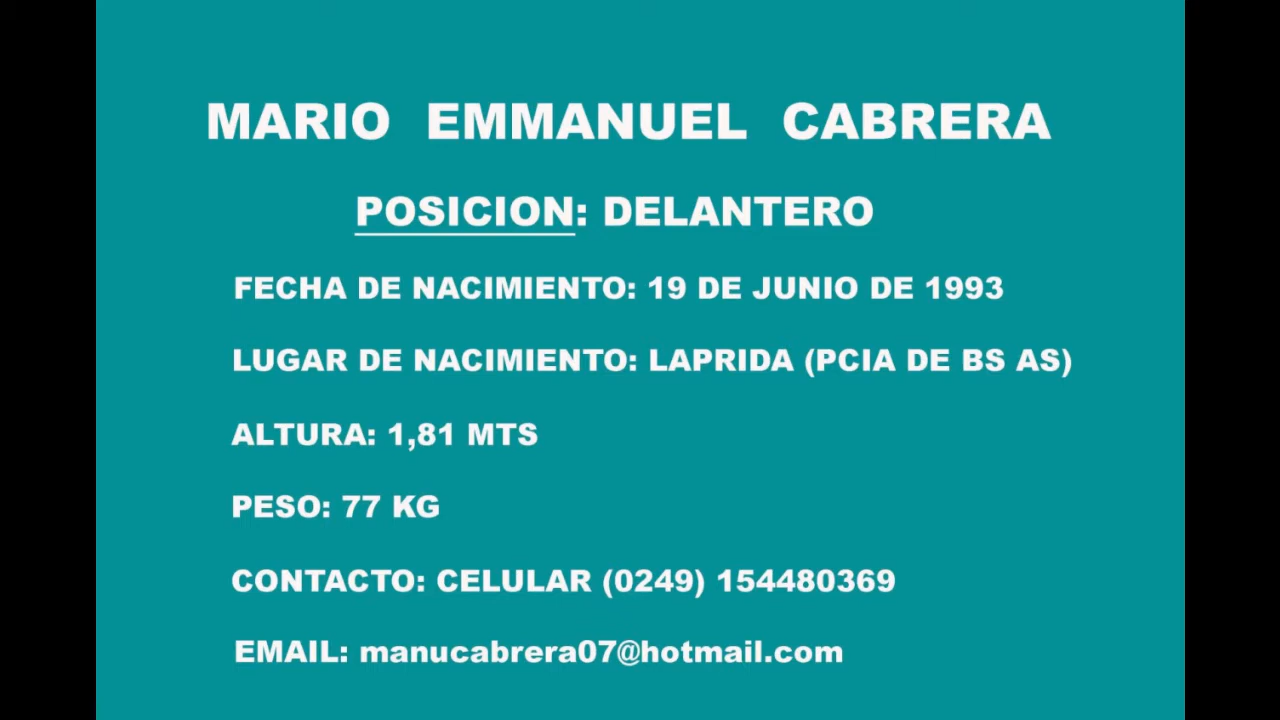 MARIO EMMANUEL CABRERA
POSICION: DELANTERO
FECHA DE NACIMIENTO: 19 DE JUNIO DE 1993
LUGAR DE NACIMIENTO: LAPRIDA (PCIA DE BS AS)
ALTURA: 1,81 MTS
PESO: 77 KG
CONTACTO: CELULAR (0249) 154480369
EMAIL: manucabrera07@hotmail.com